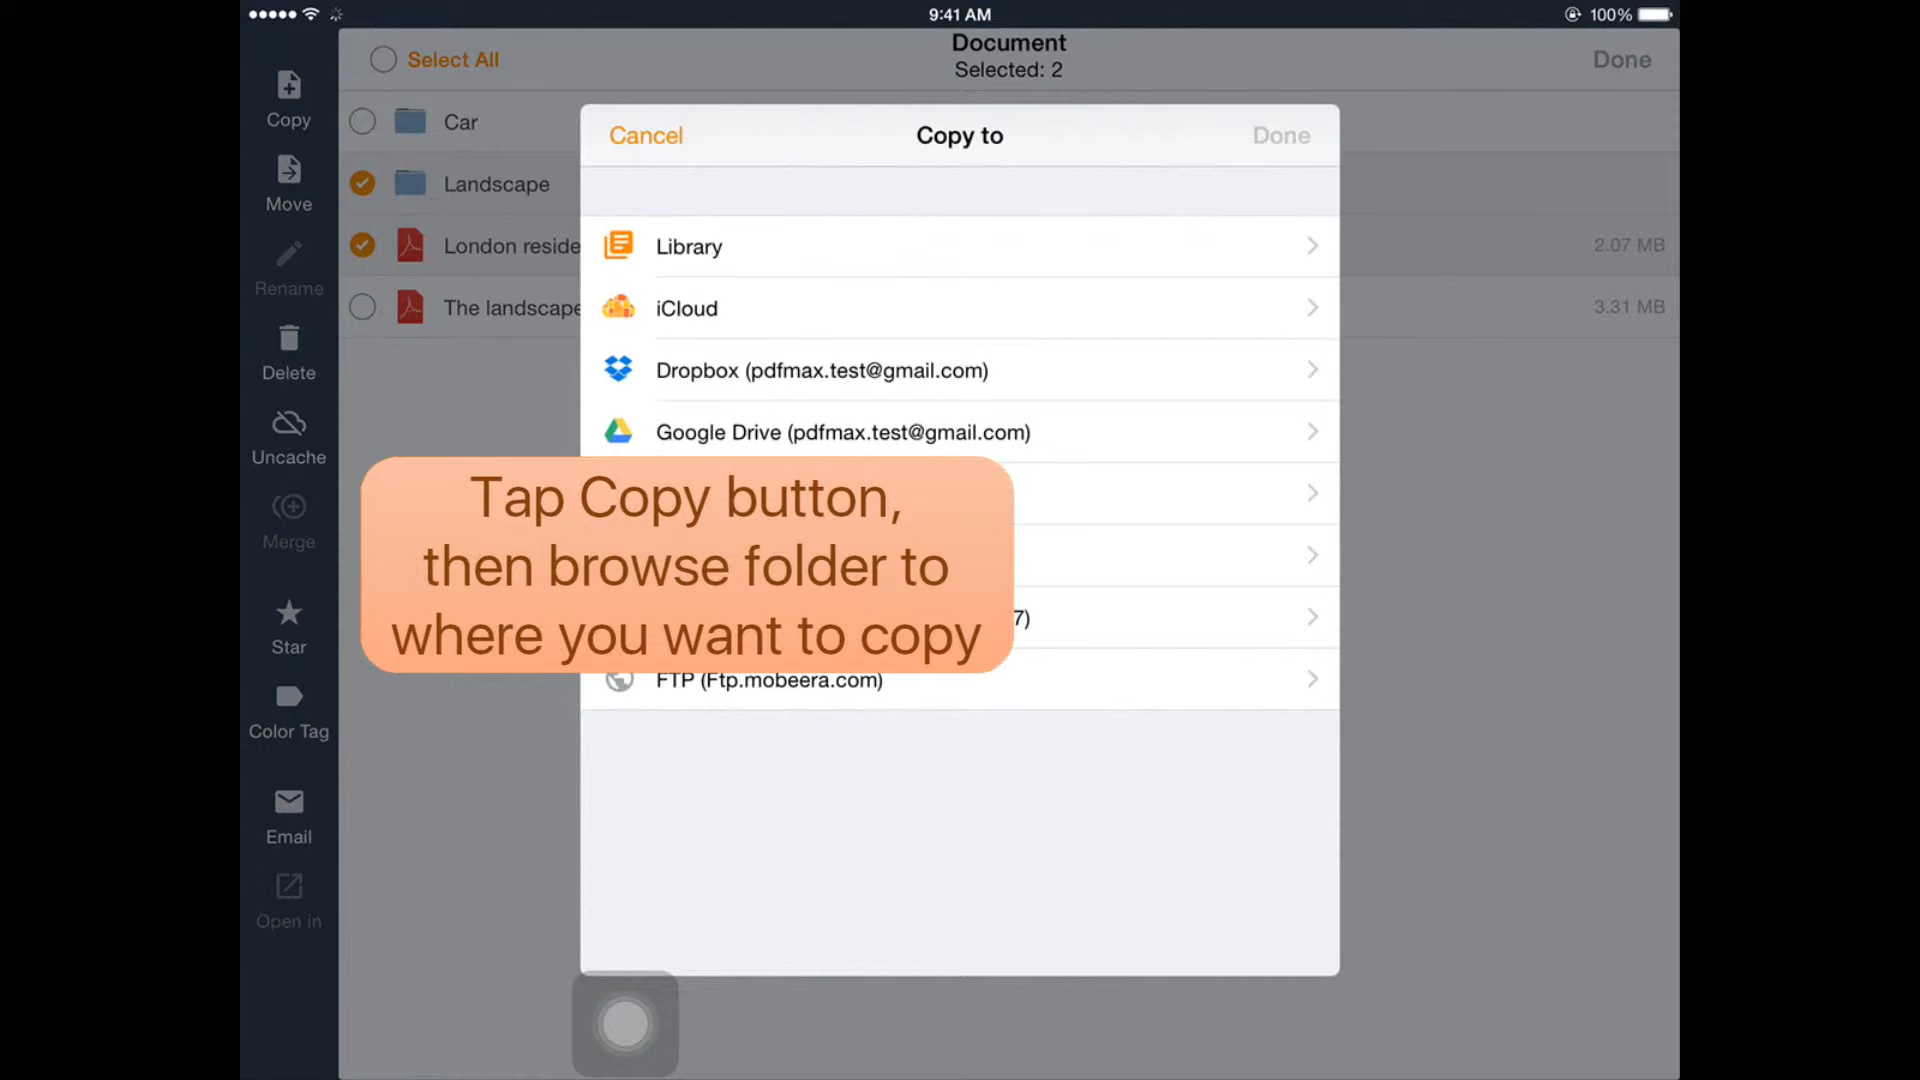 9:41 AM
100%
Select All
Document
Selected: 2
Done
Copy
Move
Rename
Delete
Uncache
Merge
Star
Color Tag
Email
Open in
Car
Landscape
London reside
2.07 MB
The landscape
3.31 MB
Cancel
Copy to
Done
Library
iCloud
Dropbox (pdfmax.test@gmail.com)
Google Drive (pdfmax.test@gmail.com)
7)
FTP (Ftp.mobeera.com)
Tap Copy button,
then browse folder to
where you want to copy